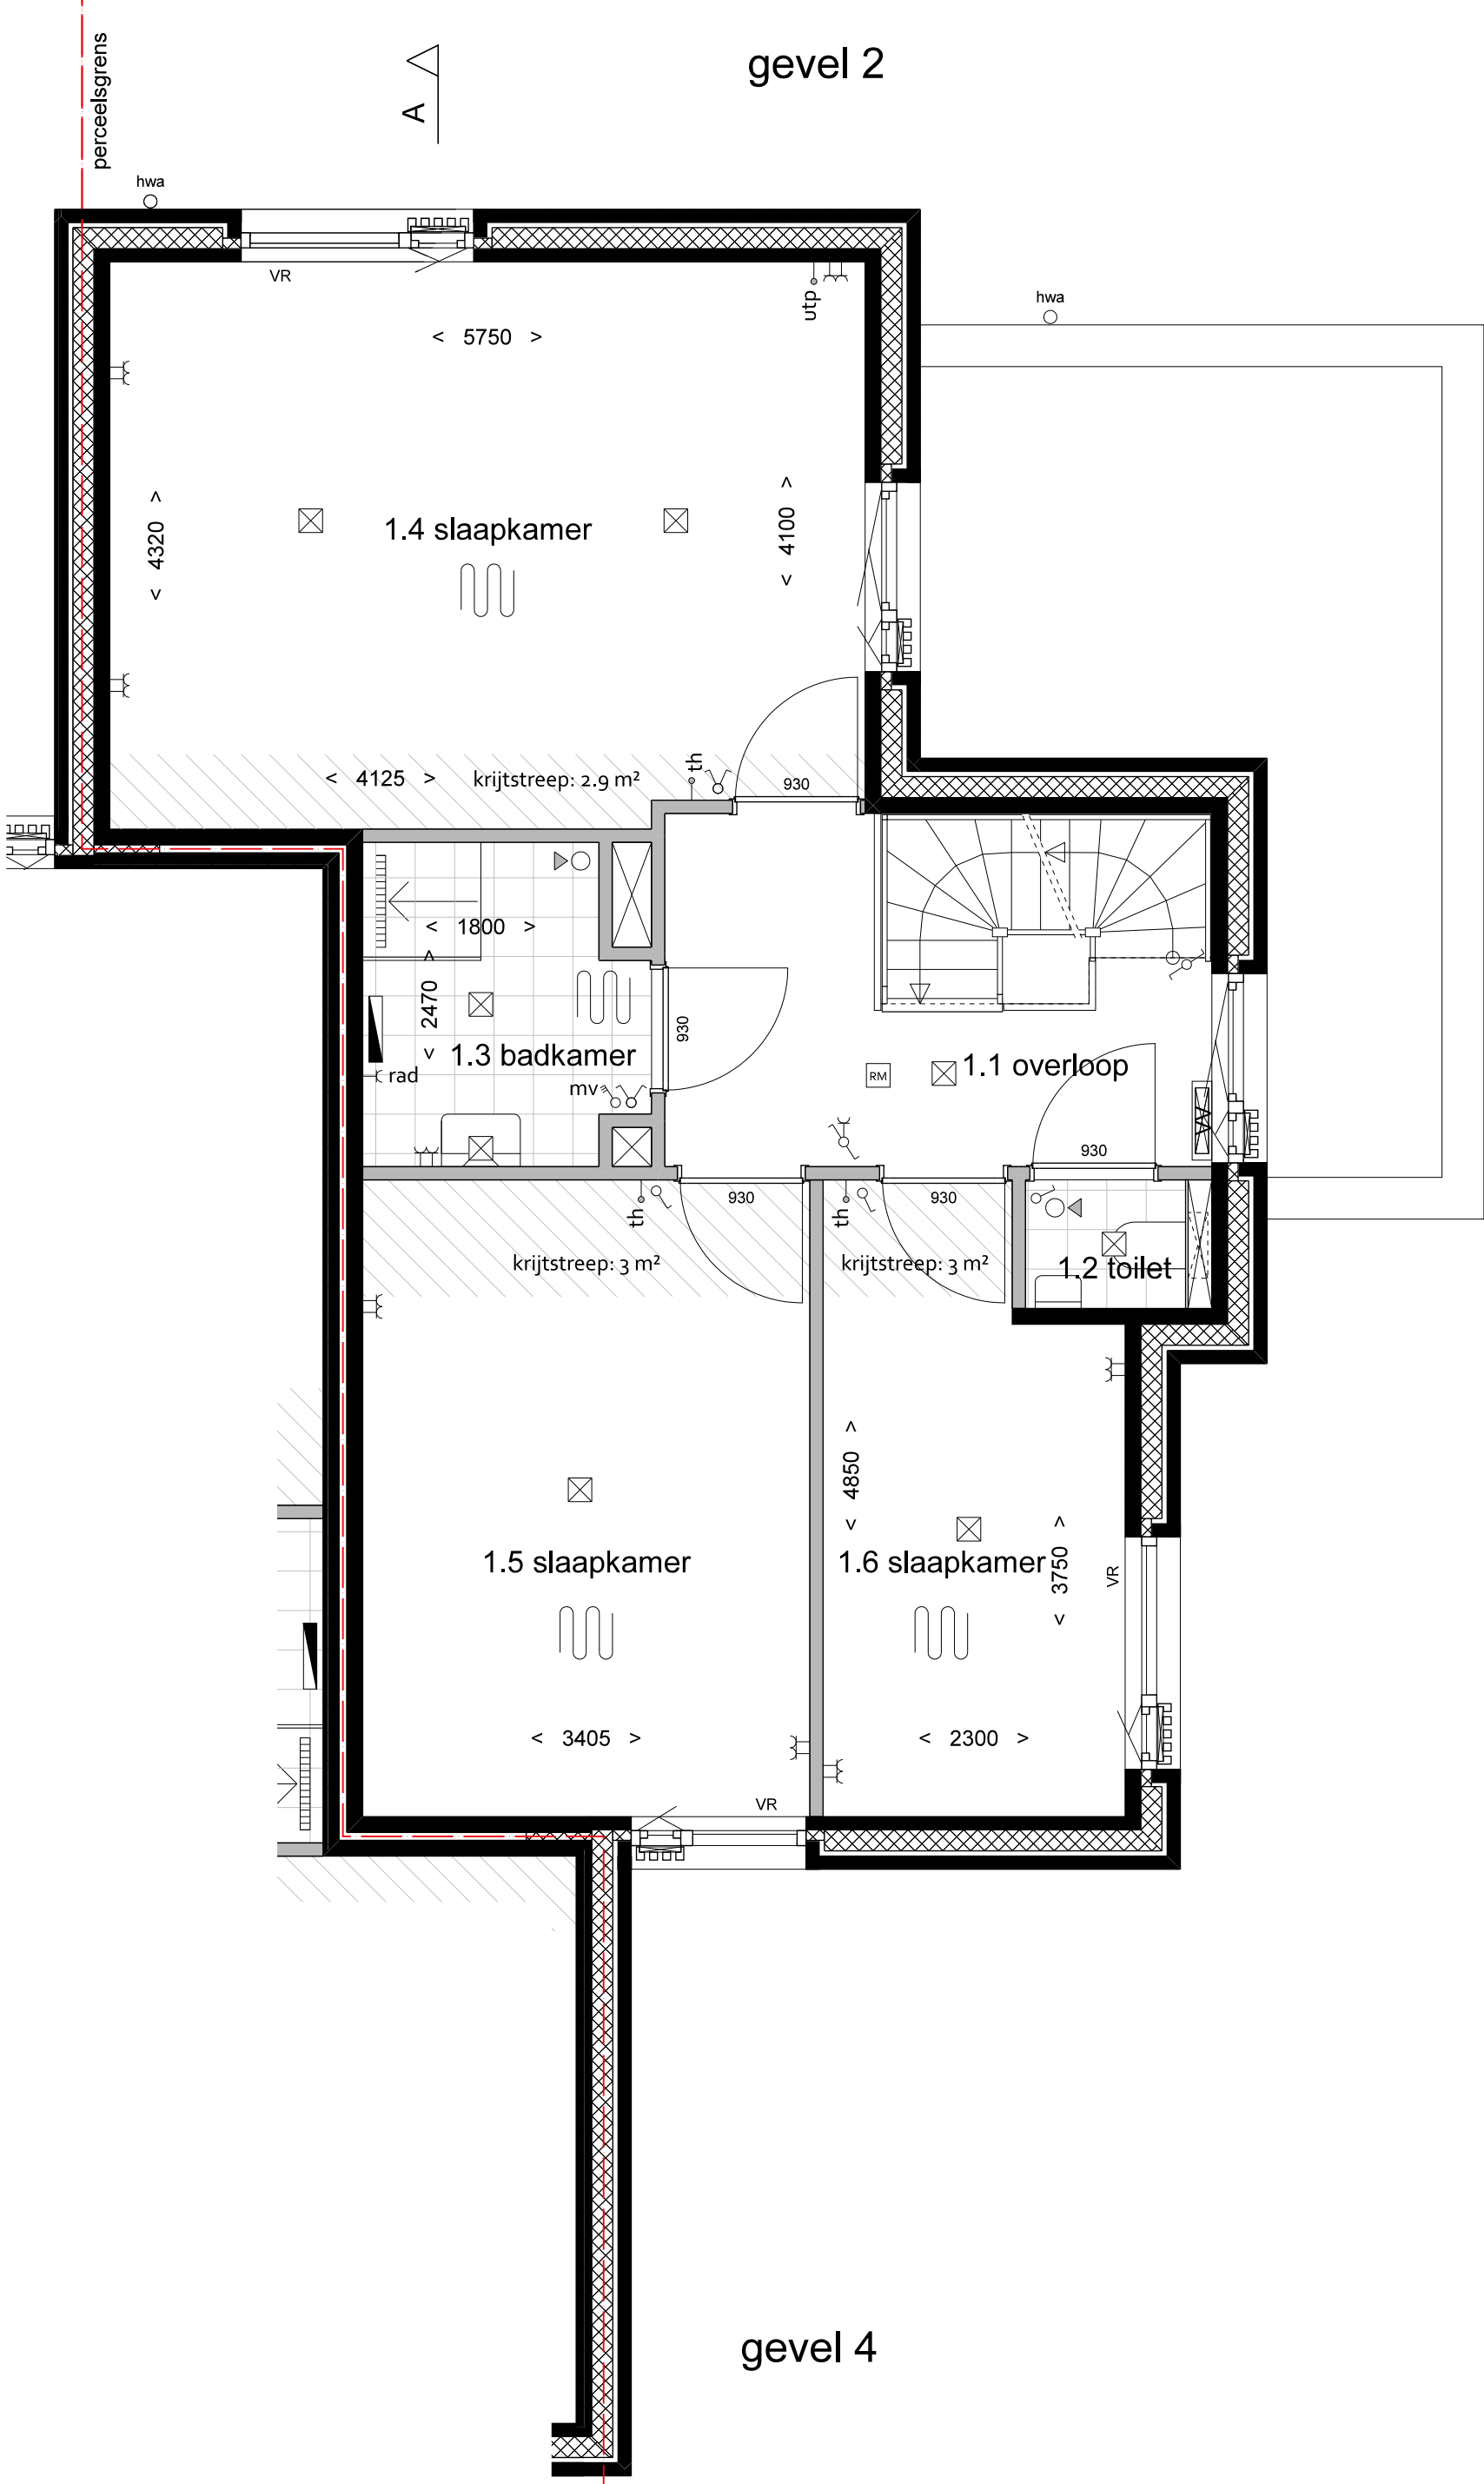 perceelsgrens
A
gevel 2
hwa
VR
utp
hwa
< 5750 >
< 4320 >
1.4 slaapkamer
< 4100 >
< 4125 >
krijtstreep: 2.9 m²
th
930
< 1800 >
< 2470 >
1.3 badkamer
930
rad
mv
RM
1.1 overloop
930
th
930
th
930
krijtstreep: 3 m²
krijtstreep: 3 m²
1.2 toilet
< 4850 >
1.5 slaapkamer
1.6 slaapkamer
< 3750 >
VR
< 3405 >
< 2300 >
VR
gevel 4